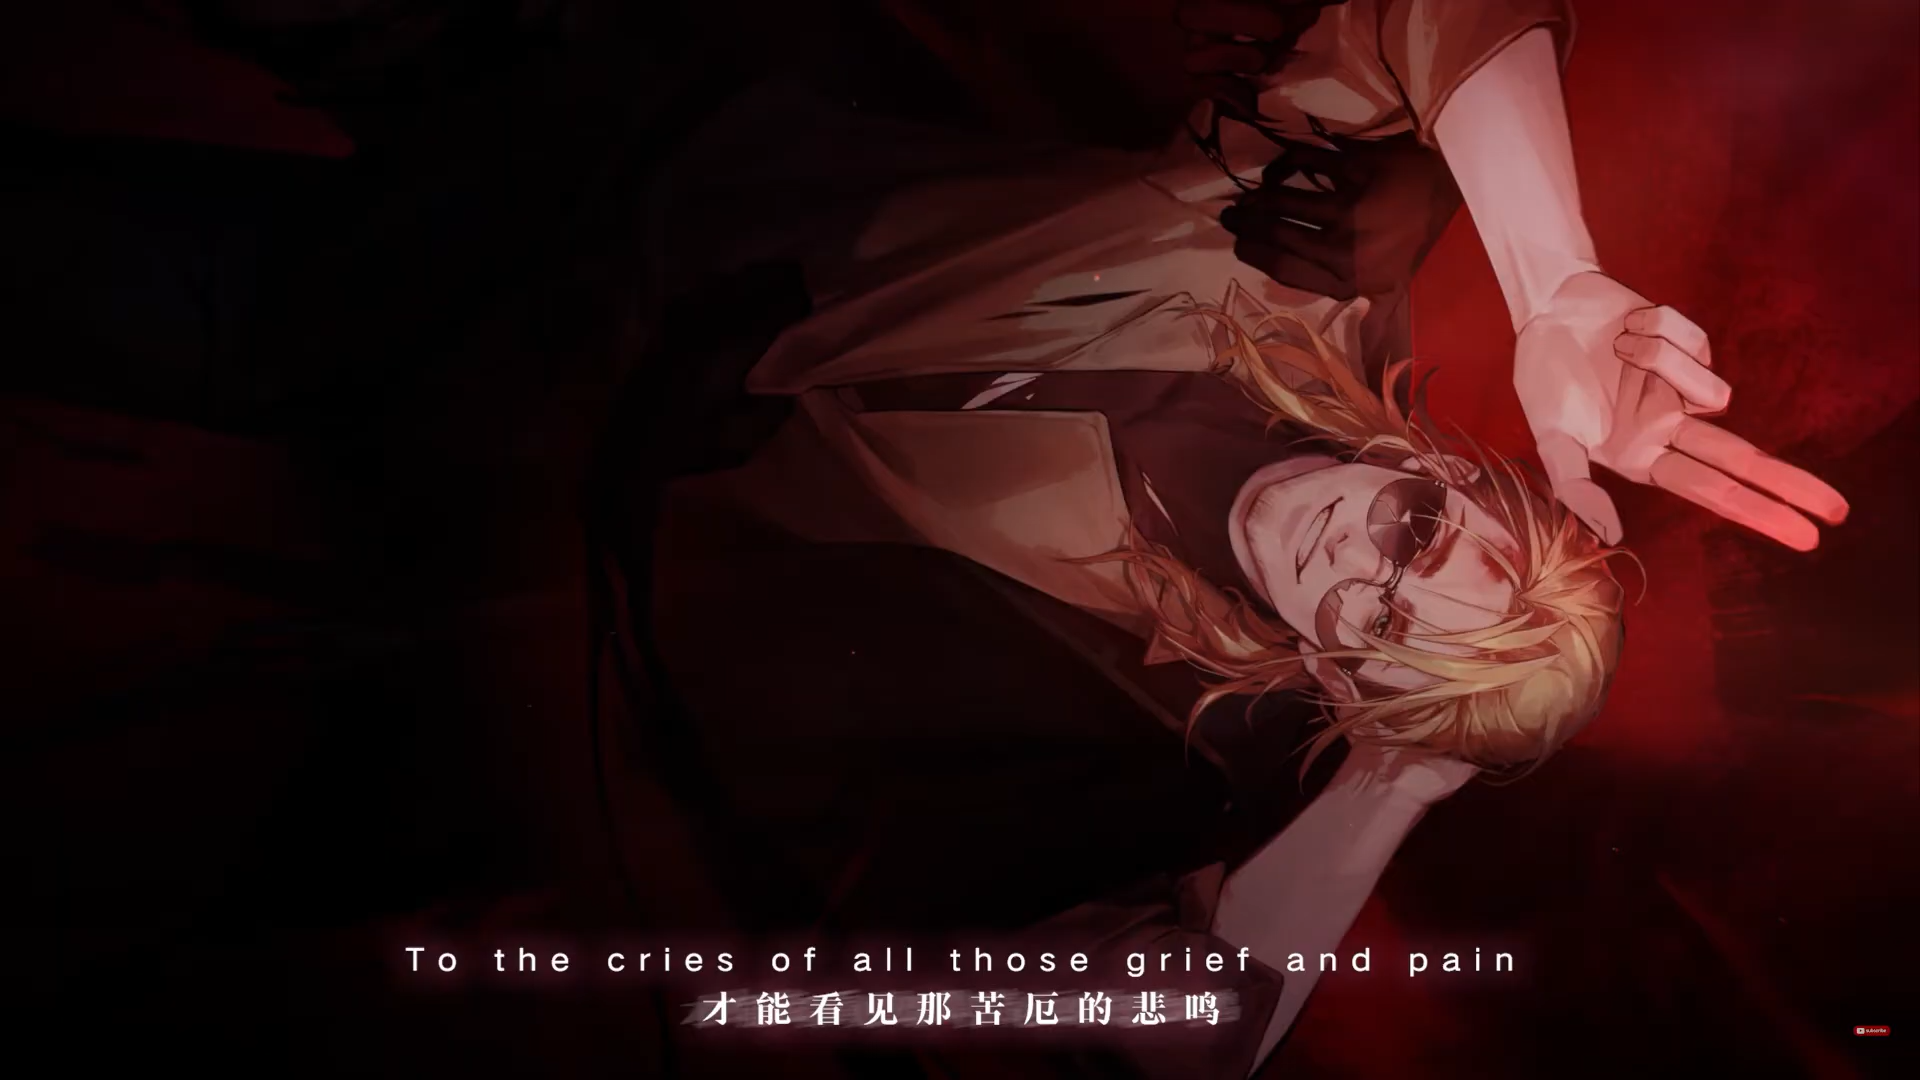 To the cries of all those grief and pain
才能看见那苦厄的悲鸣
subscribe